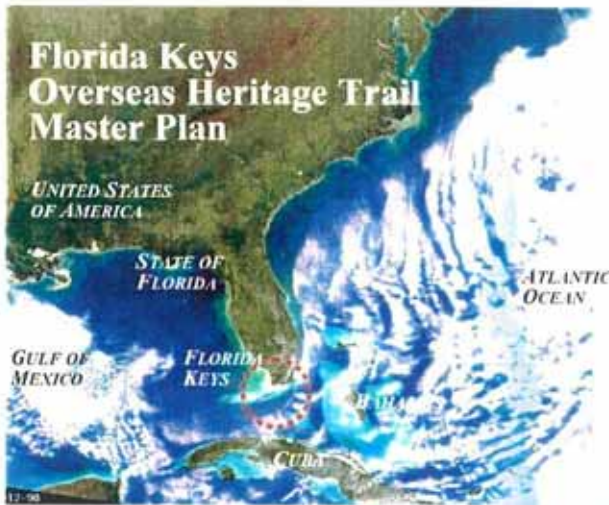 Florida Keys
Overseas Heritage Trail
Master Plan
UNITED STATES
OF AMERICA
STATE OF
FLORIDA
ATLANTIC
OCEAN
GULF OF
MEXICO
FLORIDA
KEYS
CUBA
12-98